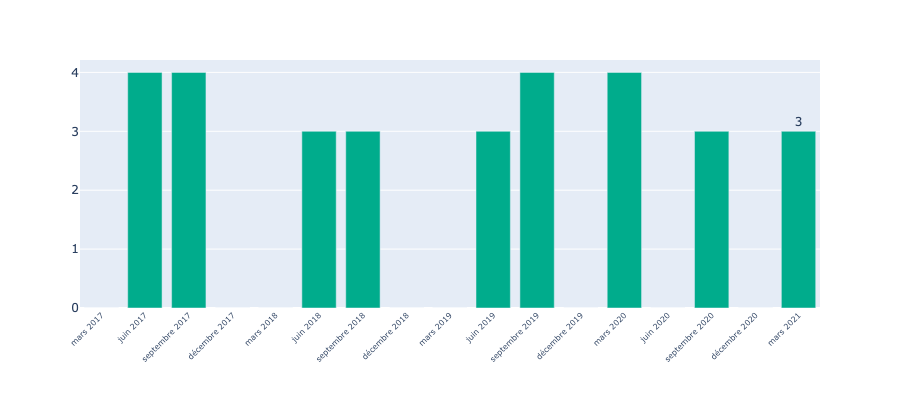 4
3
2
1
0
3
mars 2017
juin 2017
septembre 2017
décembre 2017
mars 2018
juin 2018
septembre 2018
décembre 2018
mars 2019
juin 2019
septembre 2019
décembre 2019
mars 2020
juin 2020
septembre 2020
décembre 2020
mars 2021